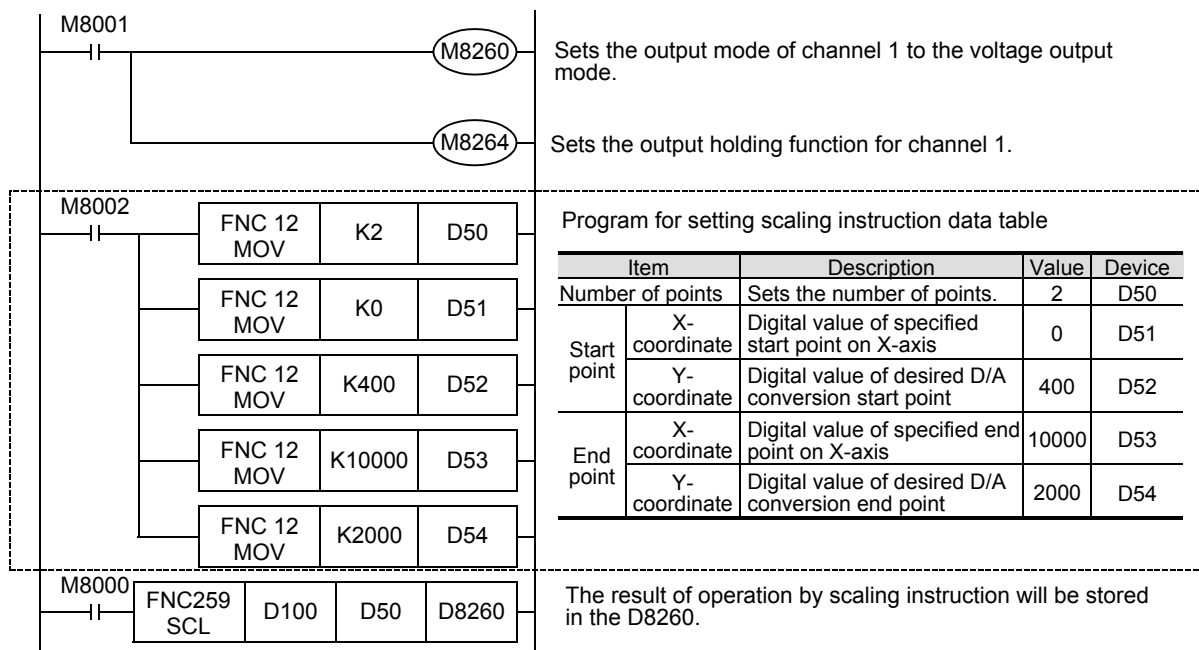 M8001
M8260
Sets the output mode of channel 1 to the voltage output
mode.
M8264
Sets the output holding function for channel 1.
M8002
FNC 12
MOV
K2
D50
FNC 12
MOV
K0
D51
FNC 12
MOV
K400
D52
FNC 12
MOV
K10000
D53
FNC 12
MOV
K2000
D54
Program for setting scaling instruction data table
Item Description Value Device
Number of points Sets the number of points. 2 D50
Start
point
X-
coordinate
Digital value of specified
start point on X-axis
0
D51
Y-
coordinate
Digital value of desired D/A
conversion start point
400
D52
End
point
X-
coordinate
Digital value of specified end
point on X-axis
10000
D53
Y-
coordinate
Digital value of desired D/A
conversion end point
2000
D54
M8000
FNC259
SCL
D100
D50
D8260
The result of operation by scaling instruction will be stored
in the D8260.